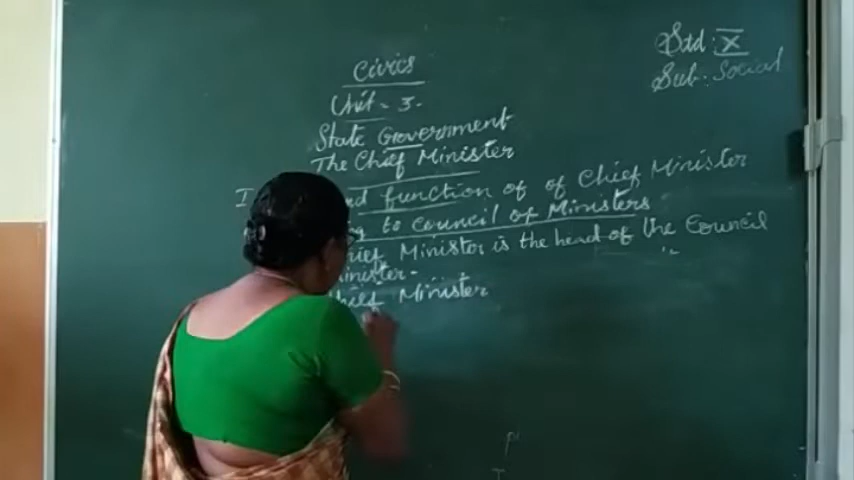 Std: X
Sub: Social
Civics
Unit - 3.
State Government
The Chief Minister
I function of of Chief Minister
to council of Ministers
Minister is the head of the Council
Minister.
Chief Minister